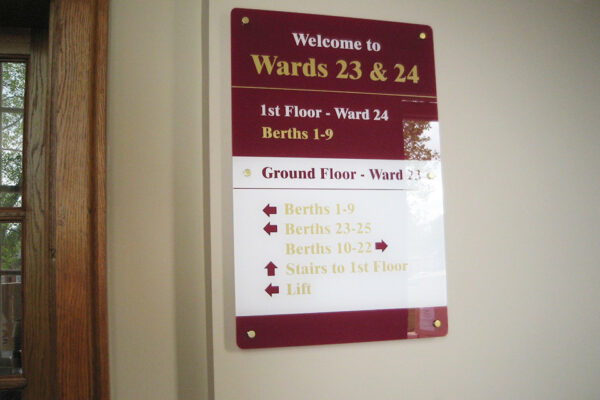 Welcome to
Wards 23 & 24
1st Floor - Ward 24
Berths 1-9
Ground Floor - Ward 23
Berths 1-9
Berths 23-25
Berths 10-22
Stairs to 1st Floor
Lift